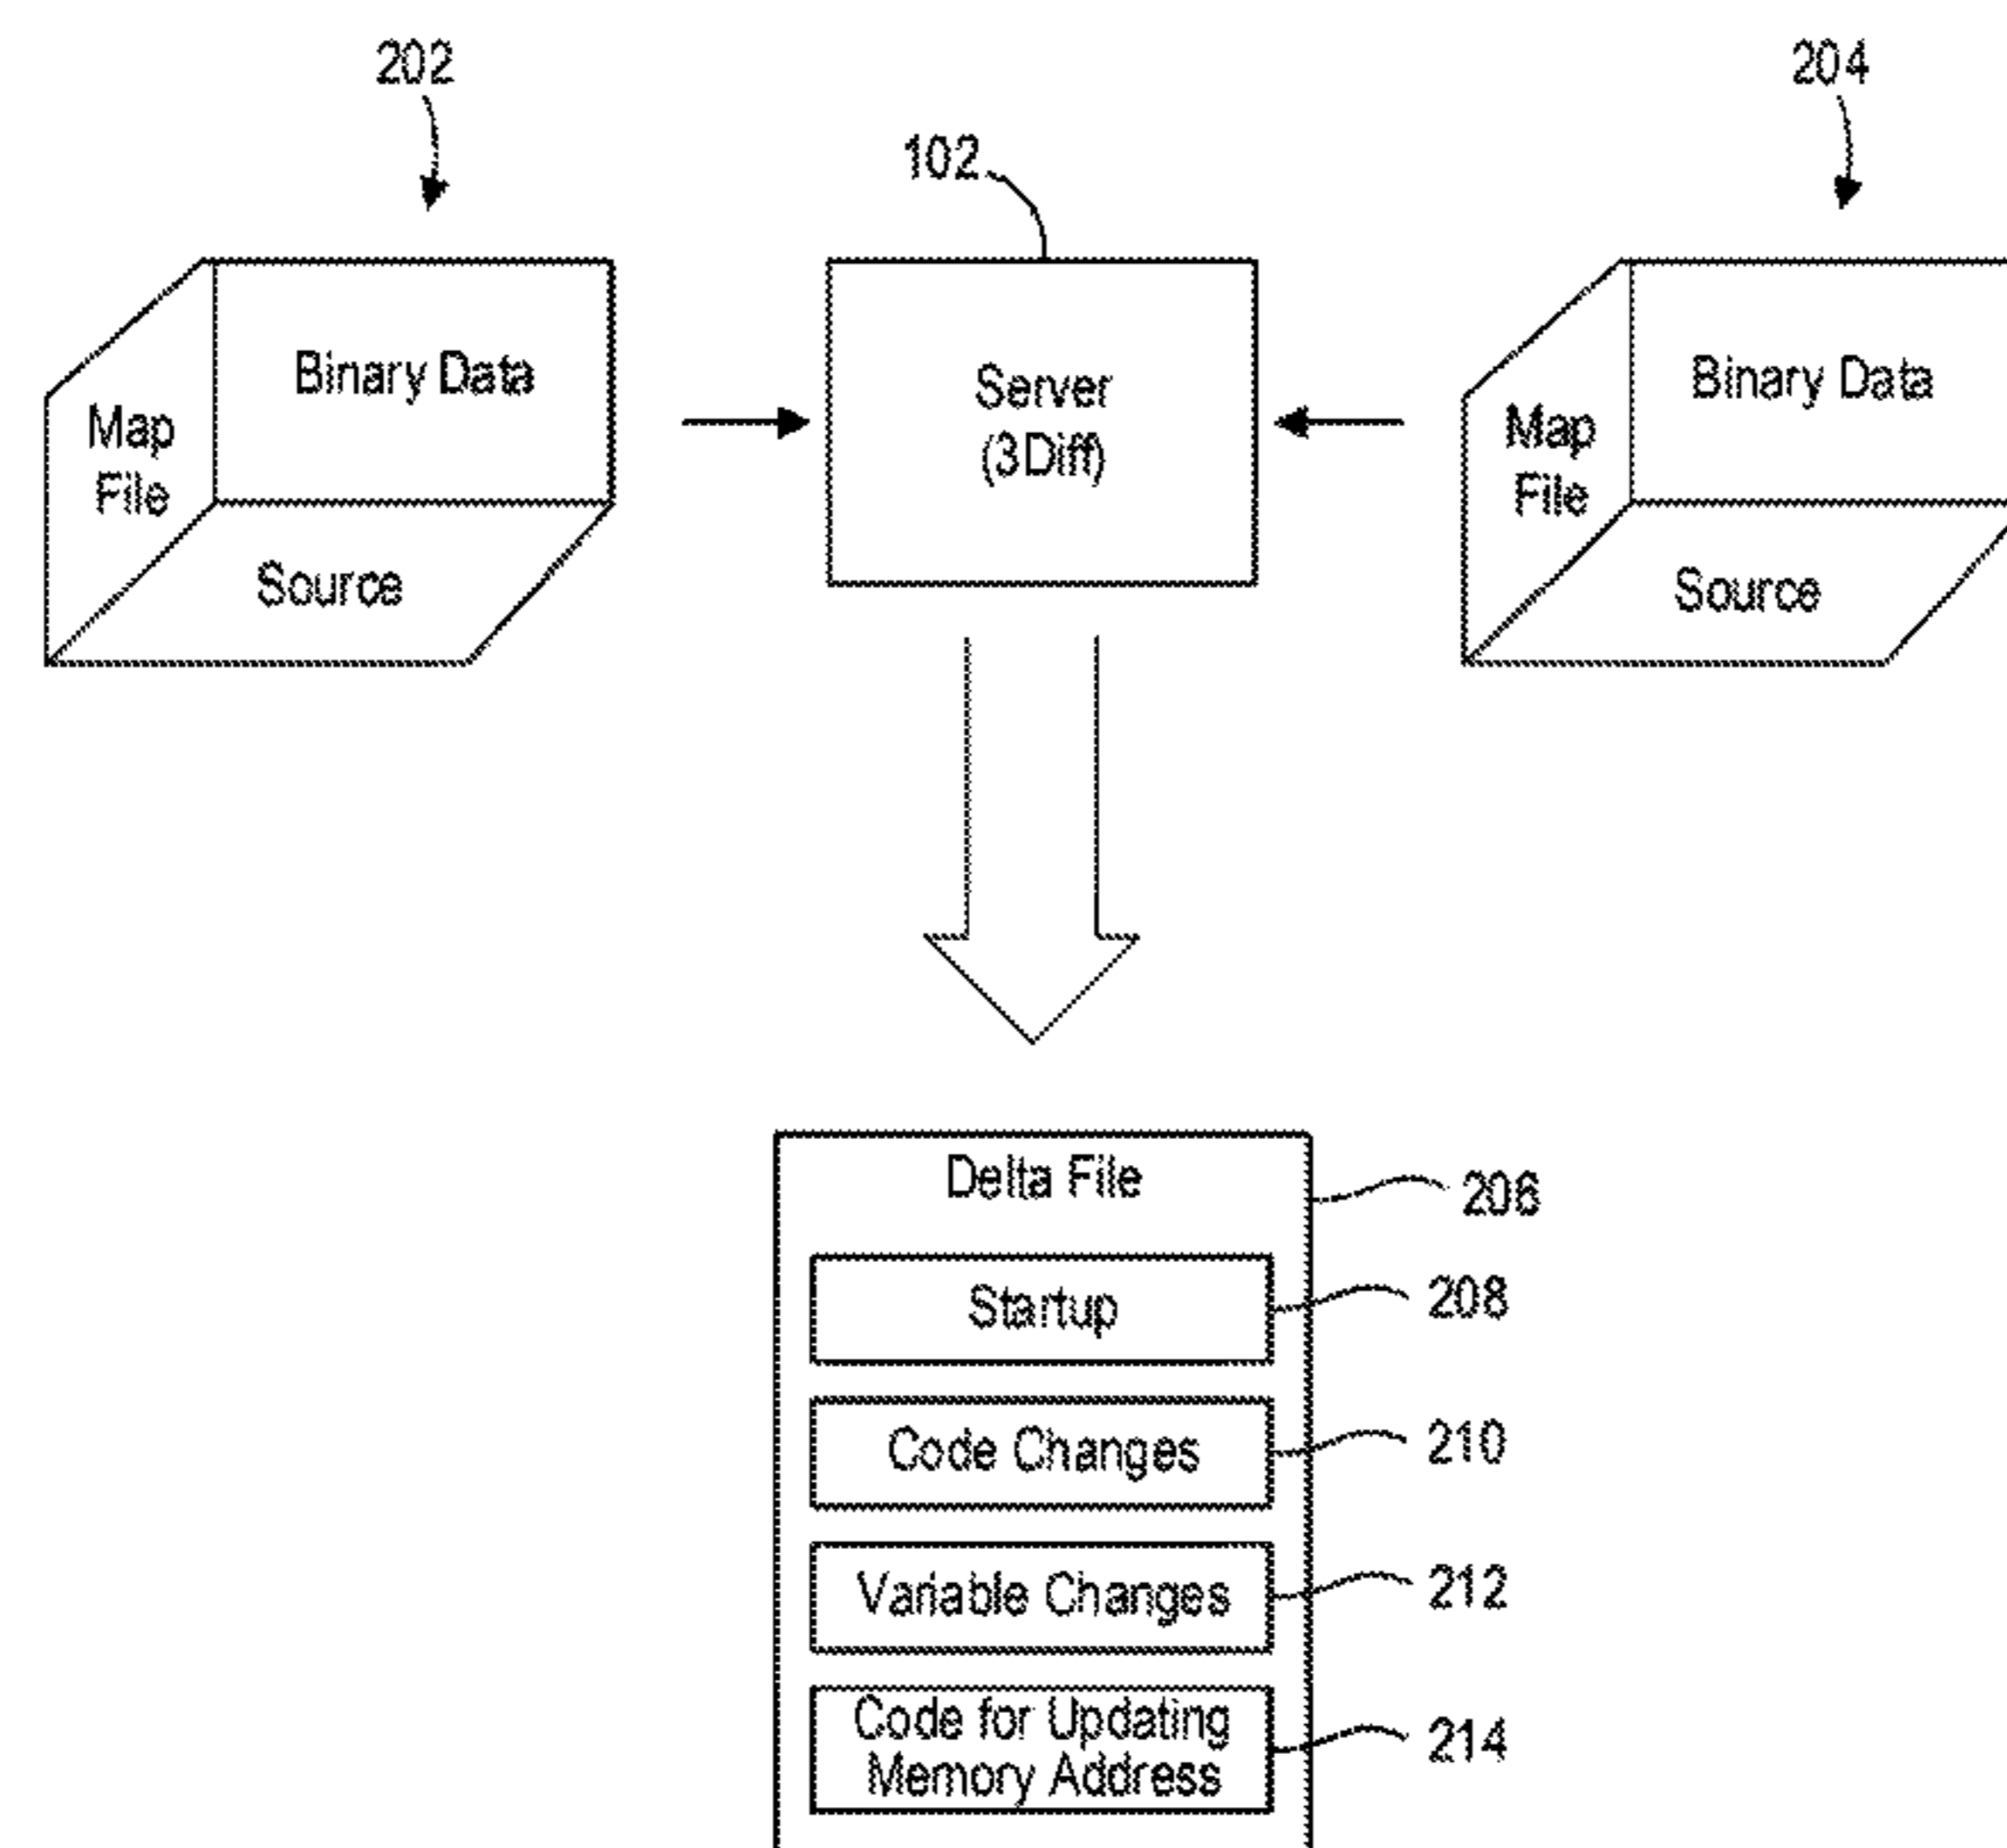 202
204
102
Binary Data
Map
File
Source
Server
(3Diff)
Binary Data
Map
File
Source
Delta File
206
Startup
208
Code Changes
210
Variable Changes
212
Code for Updating
Memory Address
214